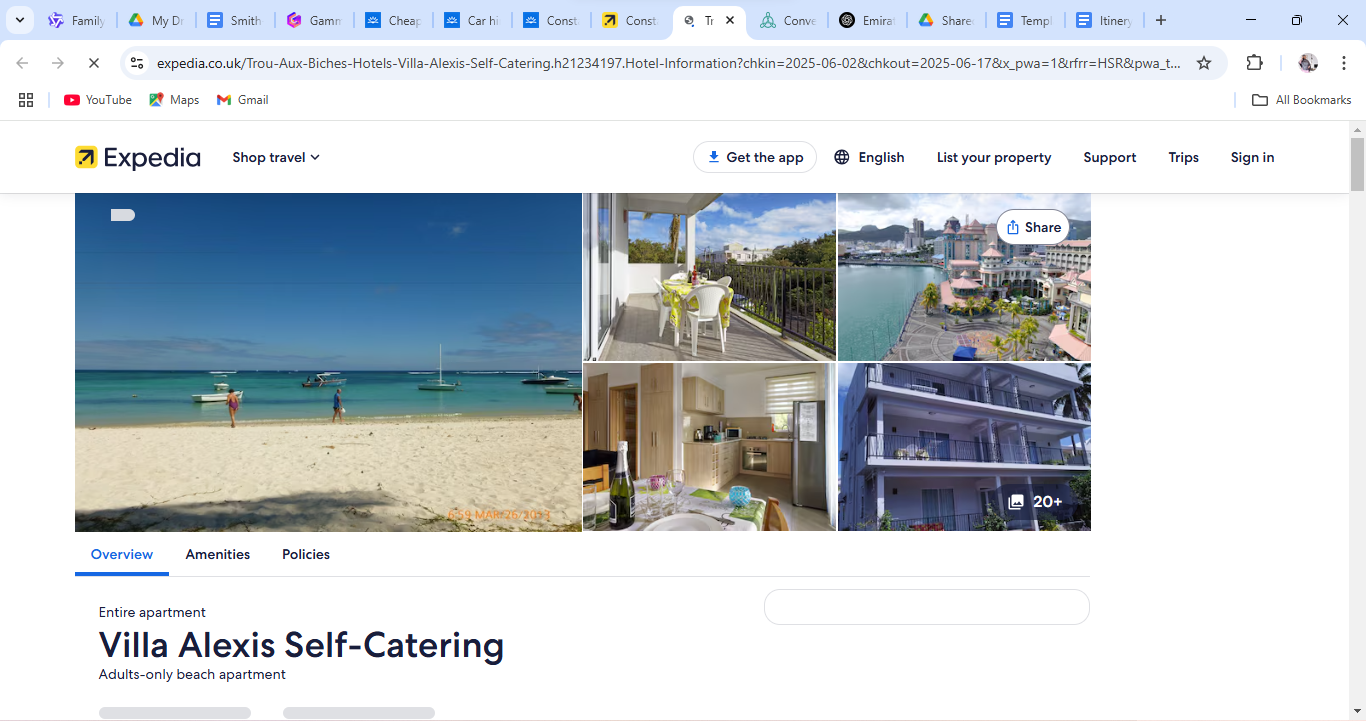 Family
My Dr
Smith
Gamm
Cheap
Car hi
Const
Const
Tr
Conve
Emirat
Share
Templ
Itinery
expedia.co.uk/Trou-Aux-Biches-Hotels-Villa-Alexis-Self-Catering.h21234197.Hotel-Information?chkin=2025-06-02&chkout=2025-06-17&x_pwa=1&rfrr=HSR&pwa_t...
YouTube
Maps
Gmail
All Bookmarks
Expedia
Shop travel
Get the app
English
List your property
Support
Trips
Sign in
Share
6:59 MAR/26/2013
20+
Overview
Amenities
Policies
Entire apartment
Villa Alexis Self-Catering
Adults-only beach apartment